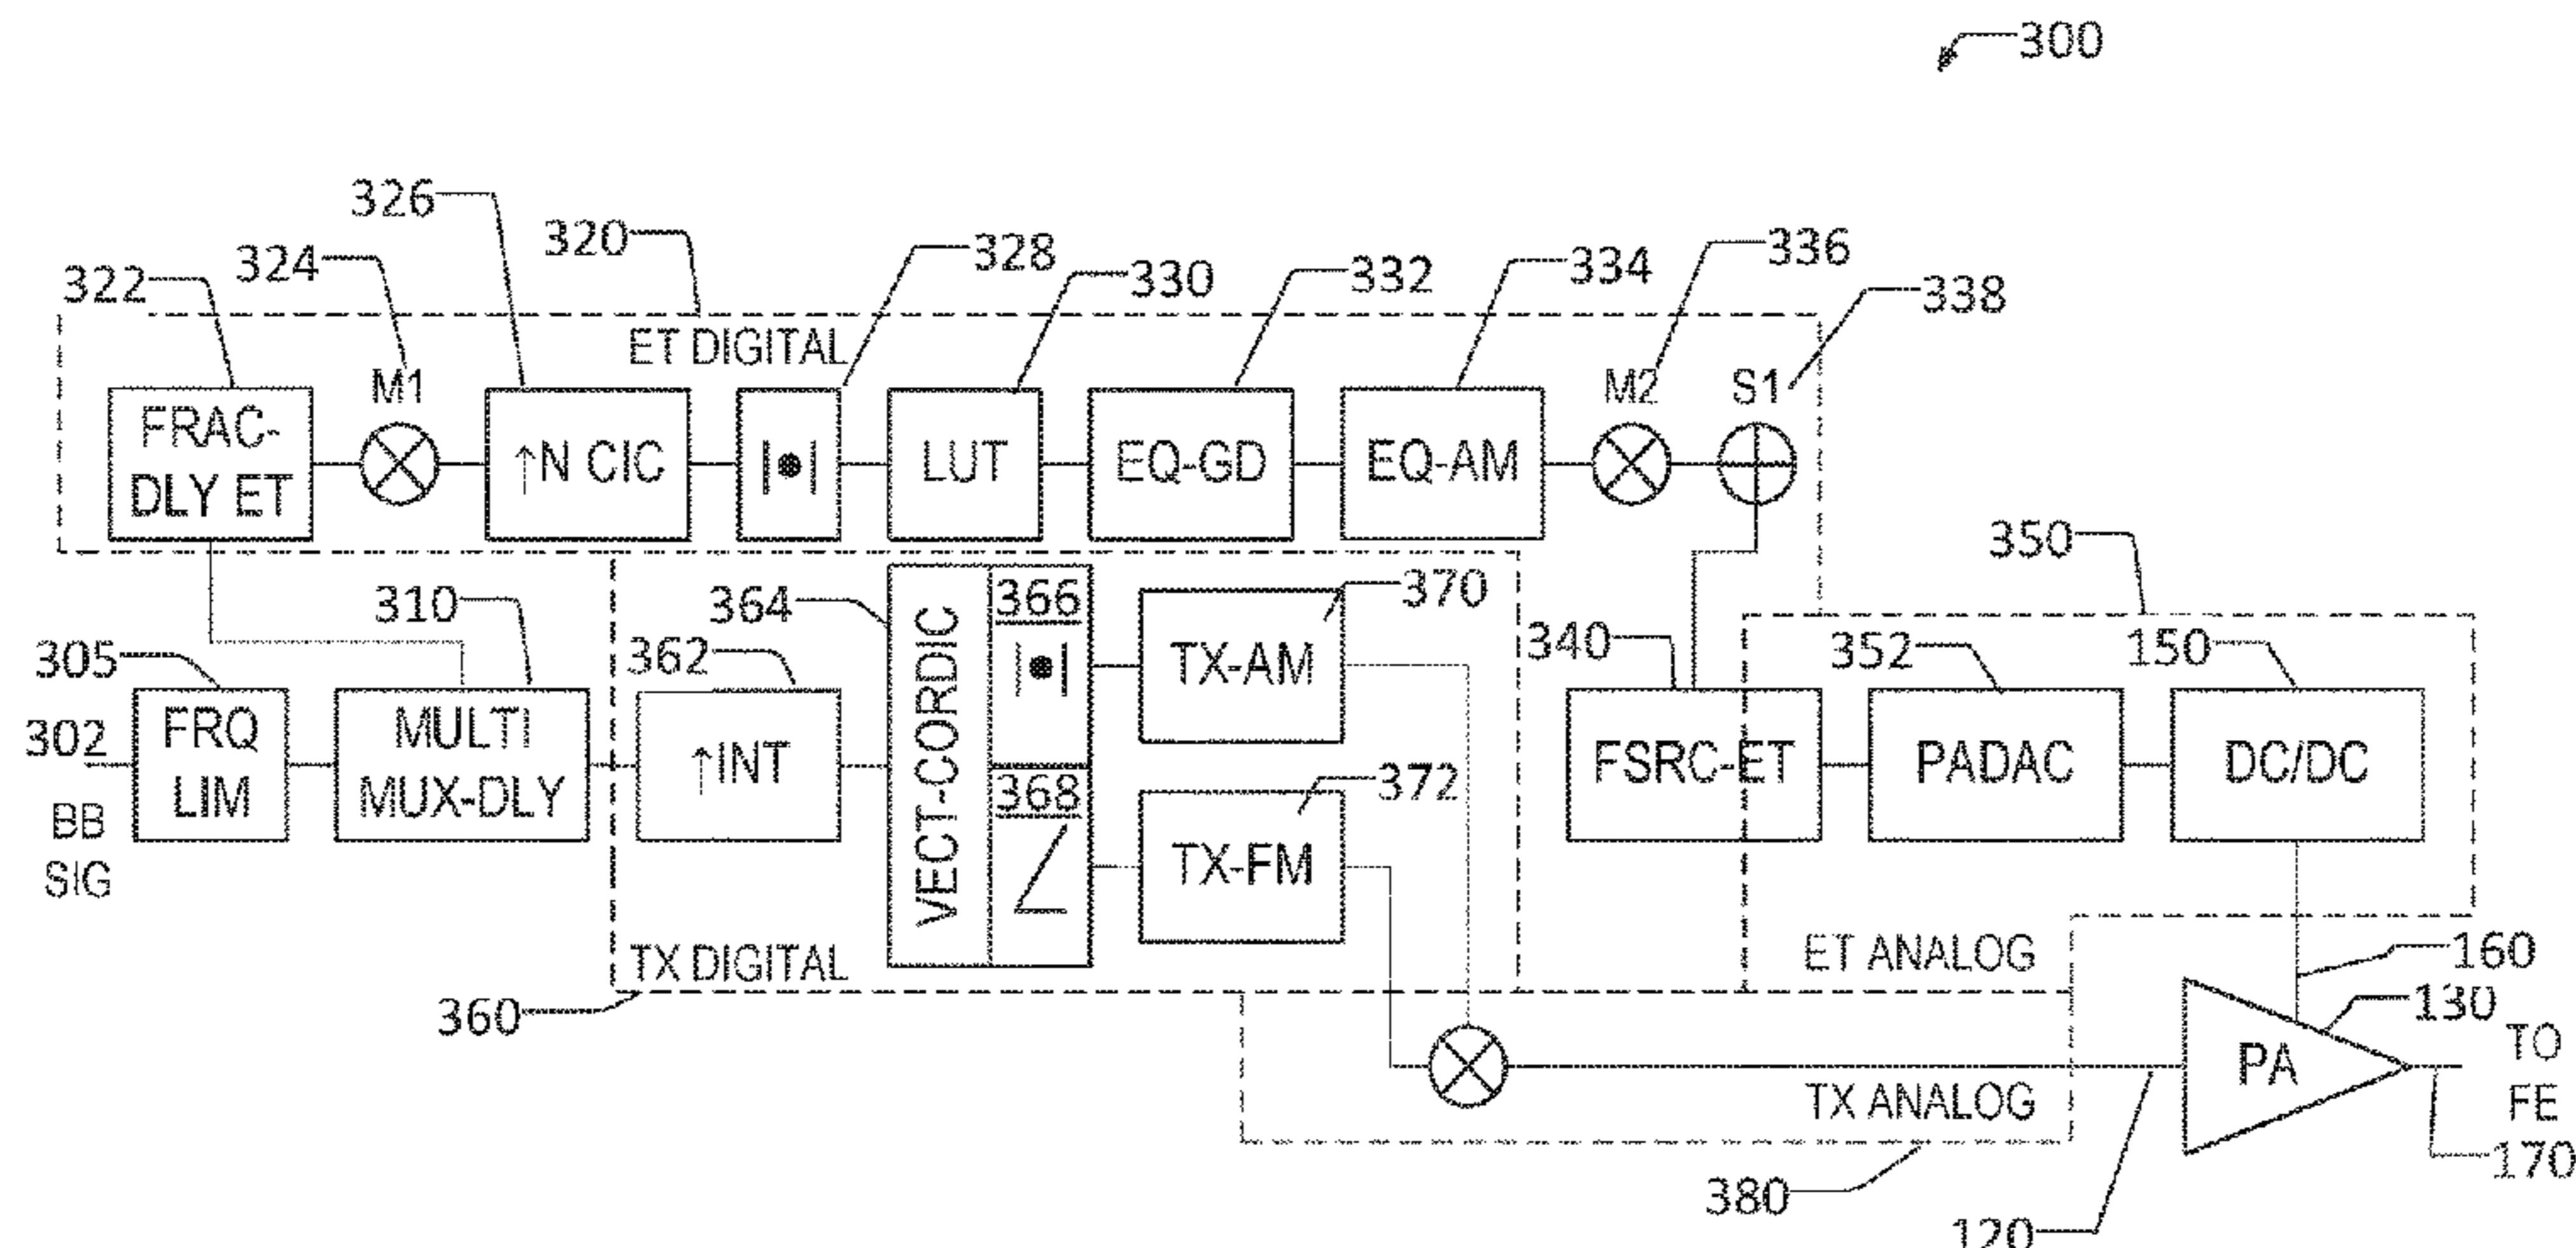 300
326
320
324
328
336
322
330
332
334
338
ET DIGITAL
M1
M2
S1
FRAC-
DLY ET
↑N CIC
|●|
LUT
EQ-GD
EQ-AM
350
310
364
366
370
305
362
340
352
150
302
FRQ
LIM
MULTI
MUX-DLY
↑INT
VECT-CORDIC
|●|
TX-AM
FSRC-ET
PADAC
DC/DC
368
372
BB
SIG
TX-FM
TX DIGITAL
ET ANALOG
160
360
130
TO
FE
PA
TX ANALOG
170
380
120